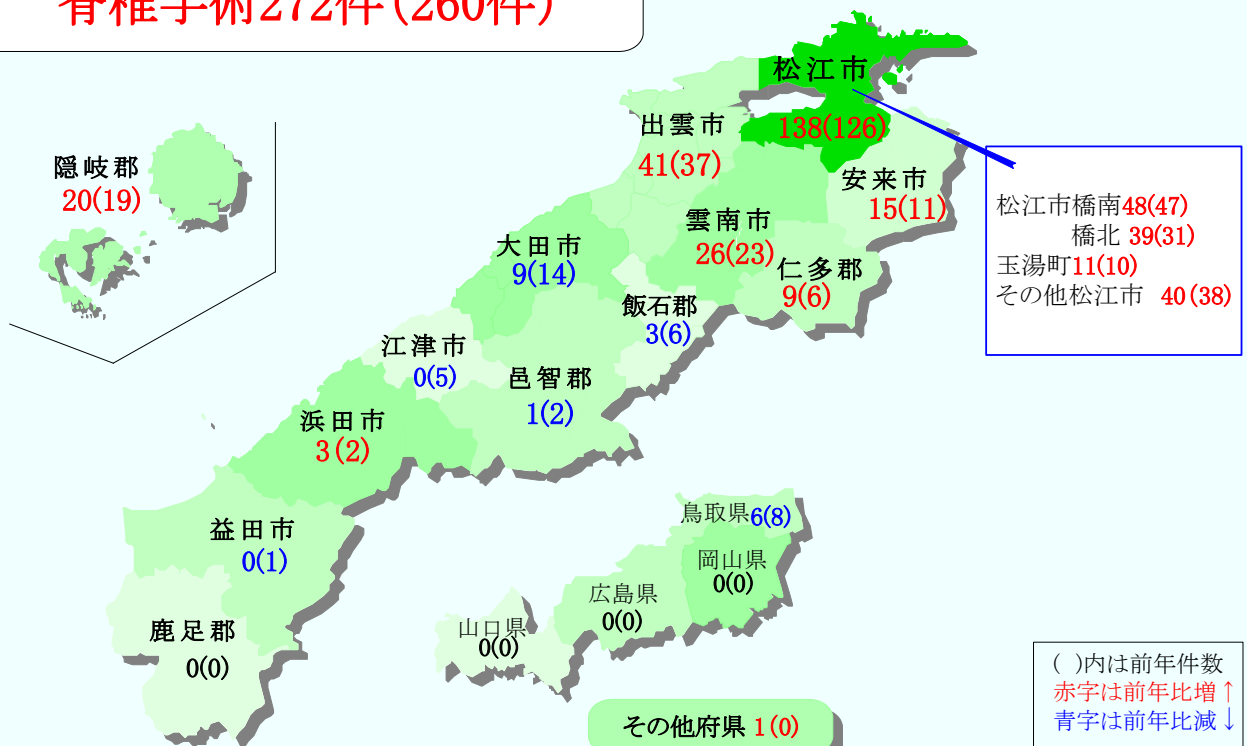 脊椎手術272件(260件)
松江市
138(126)
出雲市
41(37)
安来市
15(11)
隠岐郡
20(19)
雲南市
26(23)
大田市
9(14)
仁多郡
9(6)
飯石郡
3(6)
江津市
0(5)
邑智郡
1(2)
浜田市
3(2)
益田市
0(1)
鹿足郡
0(0)
松江市橋南48(47)
橋北 39(31)
玉湯町11(10)
その他松江市 40(38)
鳥取県6(8)
岡山県
0(0)
広島県
0(0)
山口県
0(0)
その他府県 1(0)
( )内は前年件数
赤字は前年比増↑
青字は前年比減↓